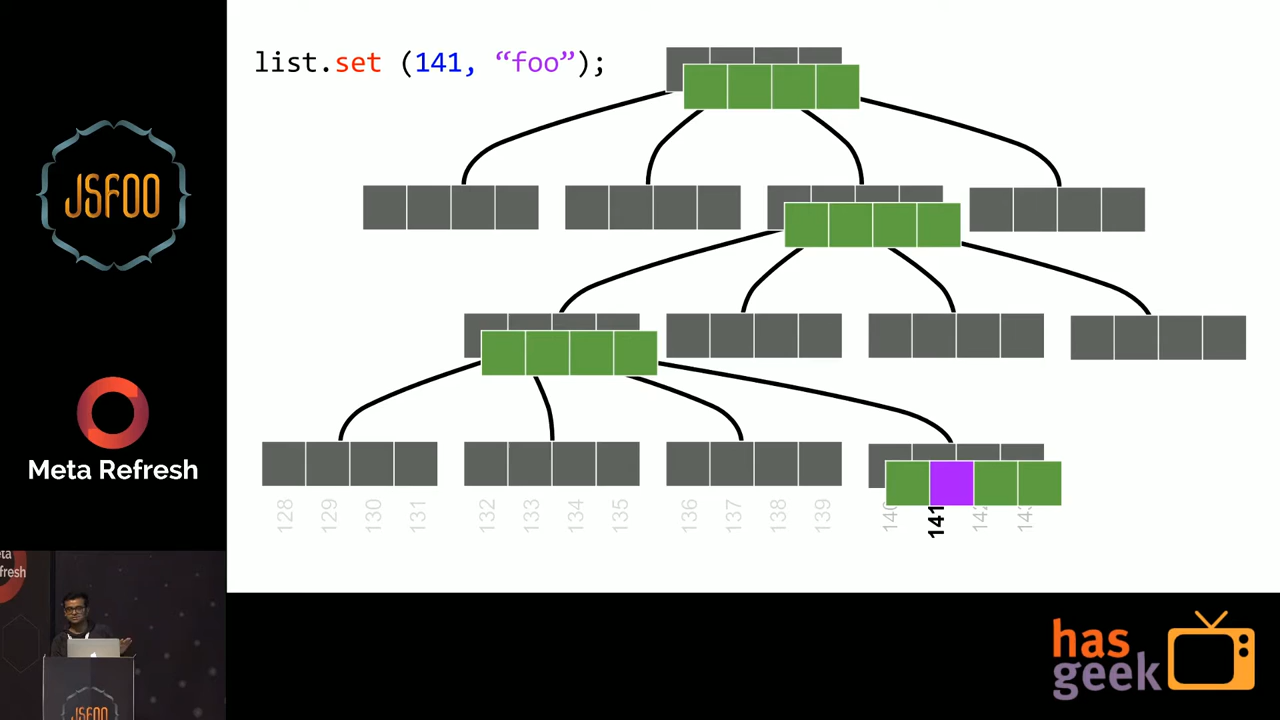 list.set (141, “foo”);
JSFOO
Meta Refresh
128
129
130
131
132
133
134
135
136
137
138
139
141
has
geek
JSFOO